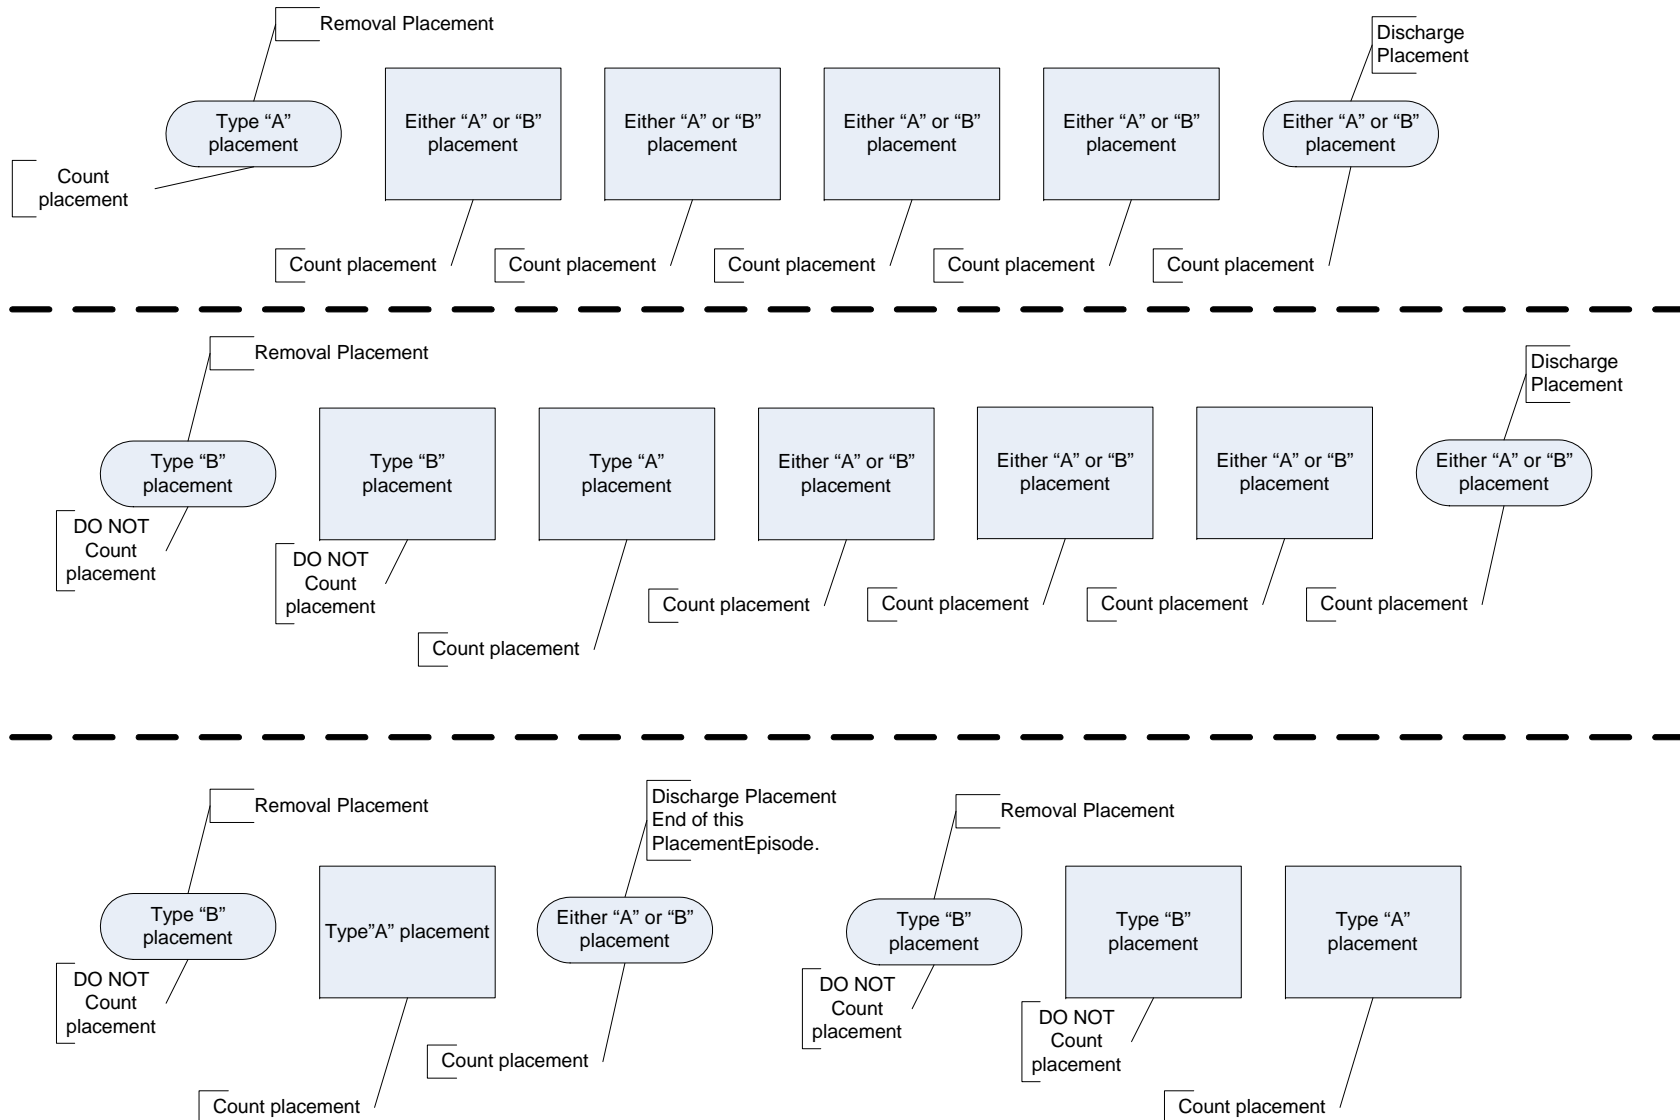 Removal Placement
Discharge
Placement
Type “A”
placement
Either “A” or “B”
placement
Either “A” or “B”
placement
Either “A” or “B”
placement
Either “A” or “B”
placement
Either “A” or “B”
placement
Count
placement
Count placement
Count placement
Count placement
Count placement
Count placement
Removal Placement
Discharge
Placement
Type “B”
placement
Type “B”
placement
Type “A”
placement
Either “A” or “B”
placement
Either “A” or “B”
placement
Either “A” or “B”
placement
Either “A” or “B”
placement
DO NOT
Count
placement
DO NOT
Count
placement
Count placement
Count placement
Count placement
Count placement
Count placement
Removal Placement
Discharge Placement
End of this
PlacementEpisode.
Removal Placement
Type “B”
placement
Type”A” placement
Either “A” or “B”
placement
Type “B”
placement
Type “B”
placement
Type “A”
placement
DO NOT
Count
placement
Count placement
Count placement
DO NOT
Count
placement
DO NOT
Count
placement
Count placement